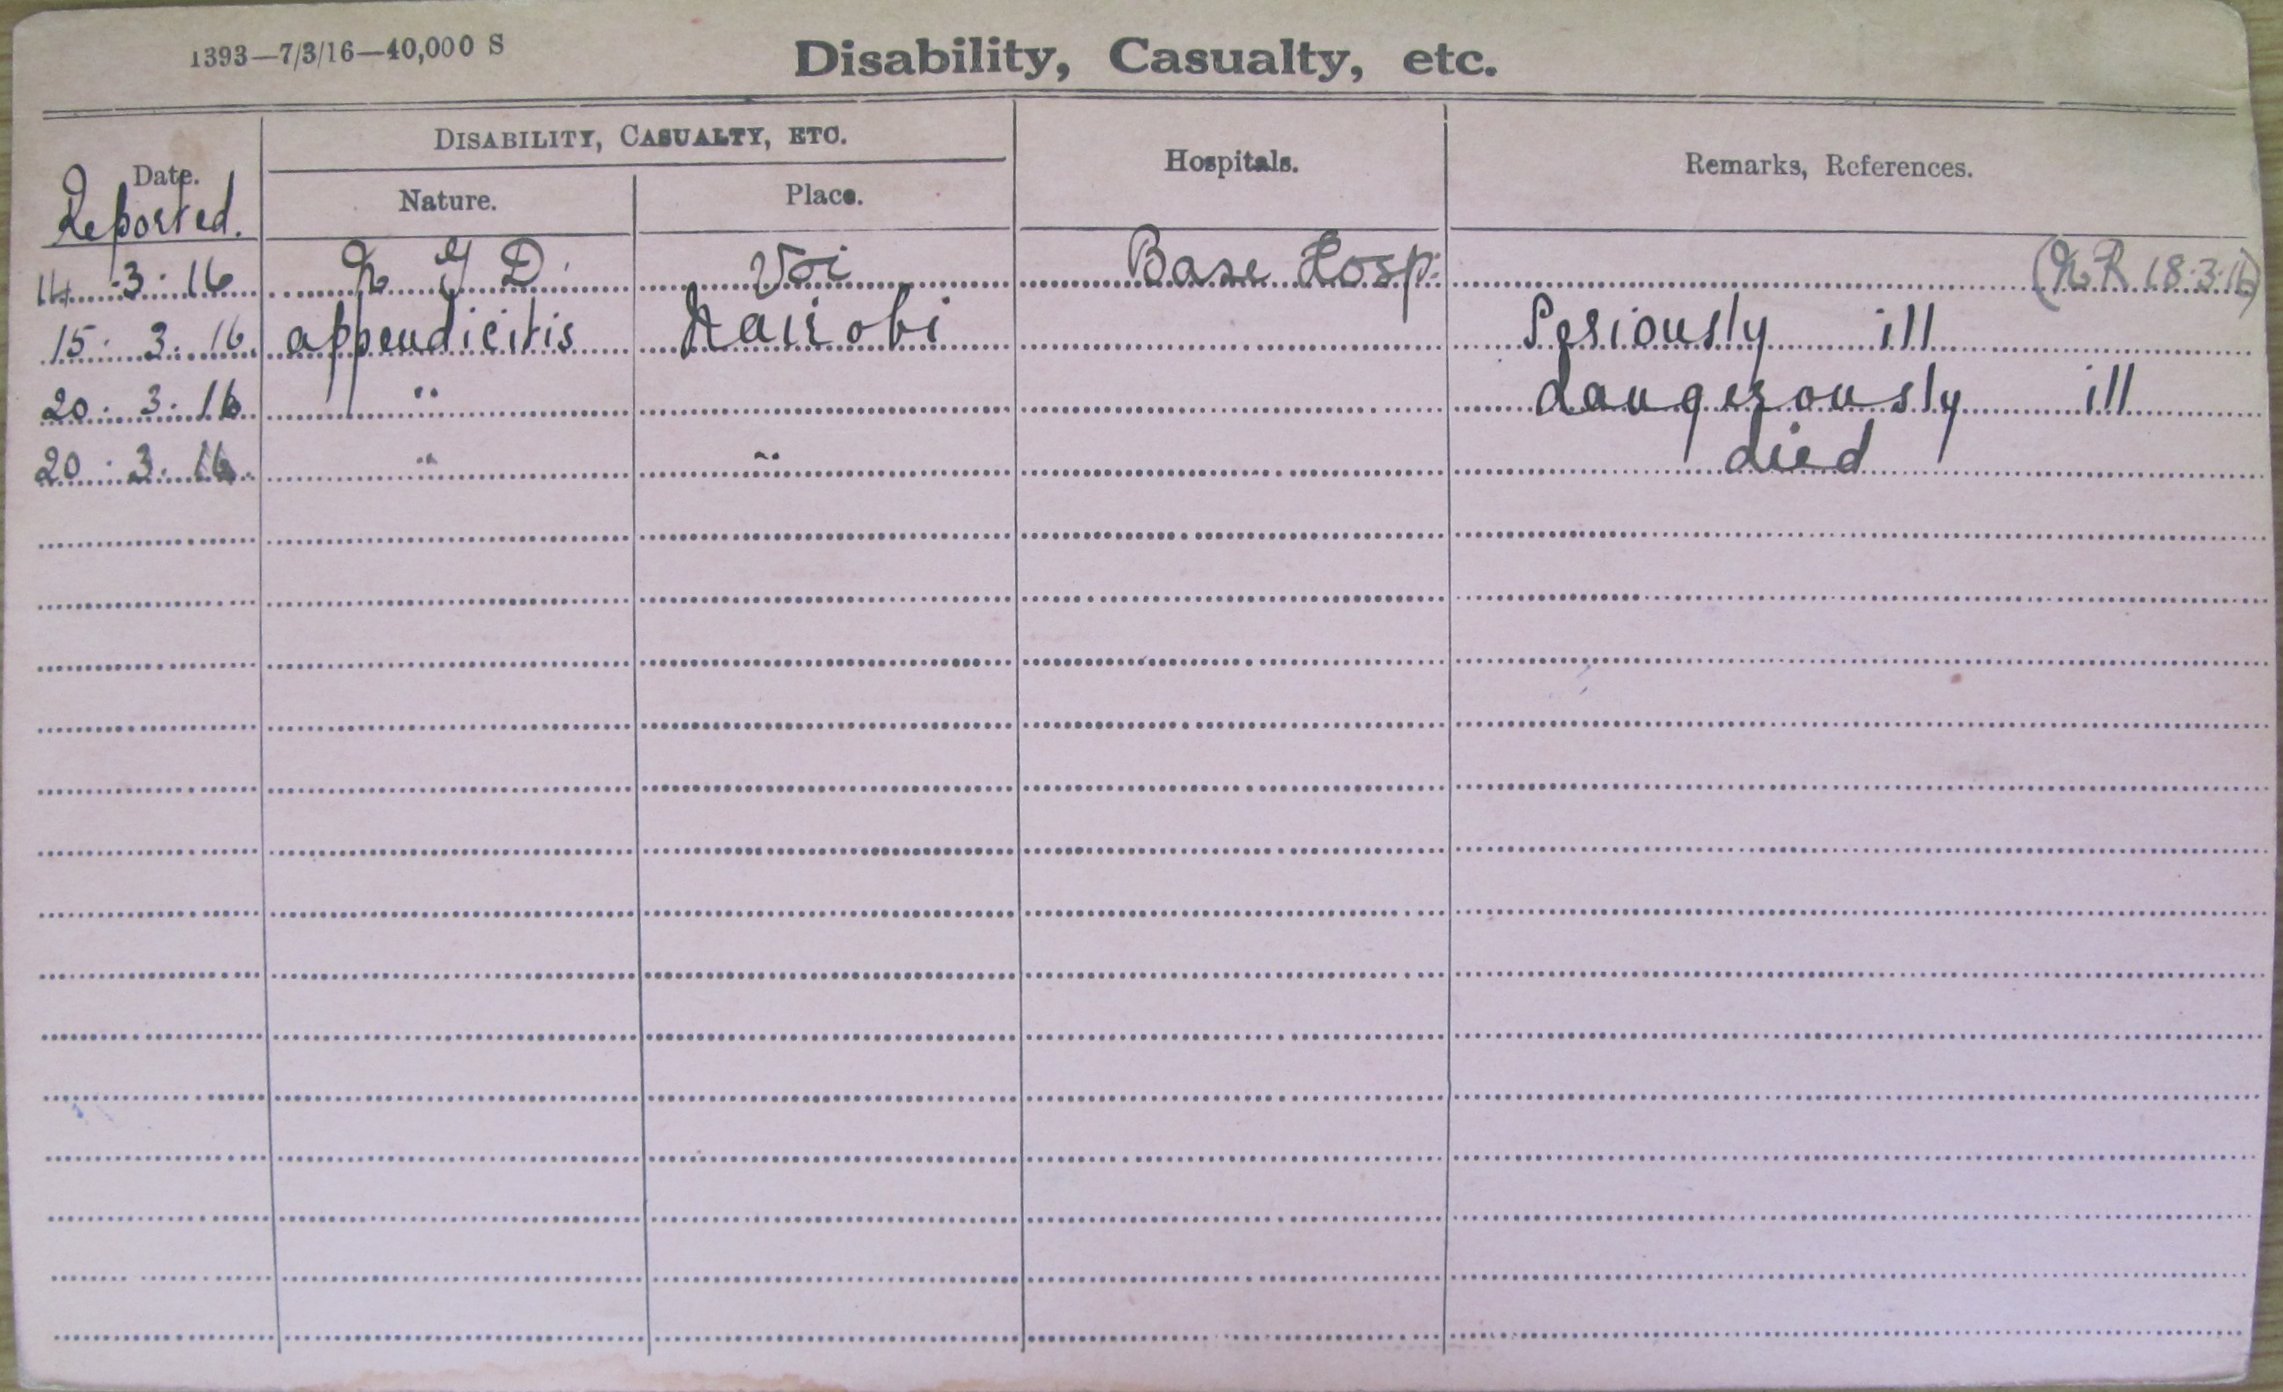 1393—7/3/16—40,000 S
Disability, Casualty, etc.
Date.
Reported.
DISABILITY, CASUALTY, ETC.
Nature.
Place.
Hospitals.
Remarks, References.
14 . 3 . 16 N Y D . Voi Base Hosp: (NR 18.3.16)
15 . 3 . 16 appendicitis Nairobi Seriously ill
20 . 3 . 16 " dangerously ill
20 . 3 . 16 " " died